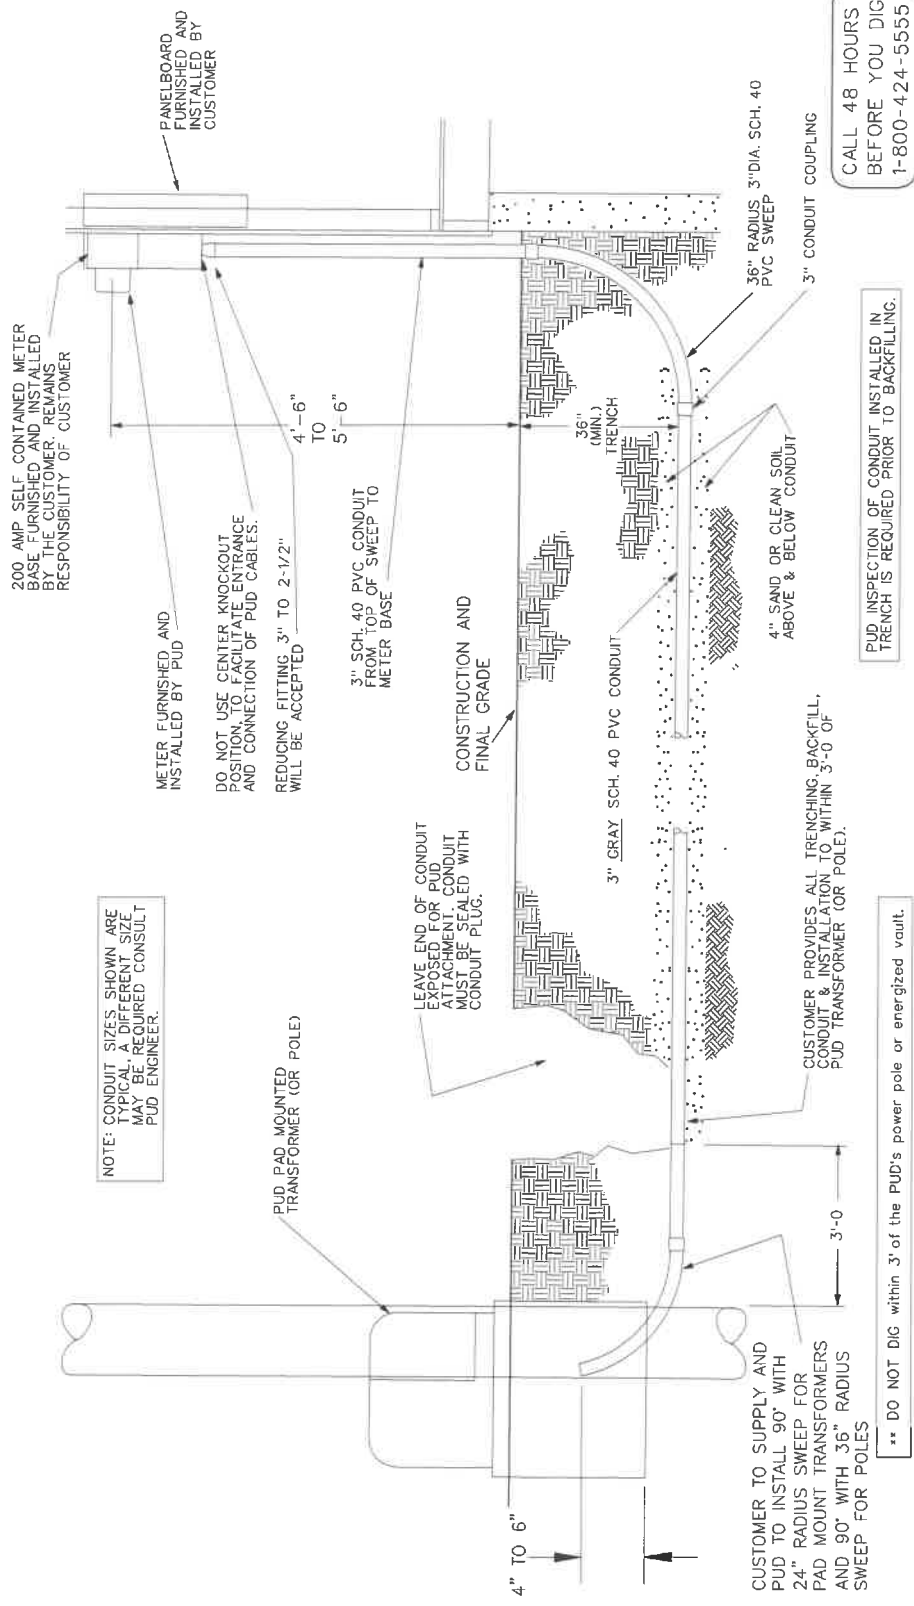 200 AMP SELF CONTAINED METER
BASE FURNISHED AND INSTALLED
BY THE CUSTOMER. REMAINS
RESPONSIBILITY OF CUSTOMER
PANELBOARD
FURNISHED AND
INSTALLED BY
CUSTOMER
METER FURNISHED AND
INSTALLED BY PUD
DO NOT USE CENTER KNOCKOUT
POSITION, TO FACILITATE ENTRANCE
AND CONNECTION OF PUD CABLES.
REDUCING FITTING 3" TO 2-1/2"
WILL BE ACCEPTED
4'-6"
TO
5'-6"
3" SCH. 40 PVC CONDUIT
FROM TOP OF SWEEP TO
METER BASE
CONSTRUCTION AND
FINAL GRADE
NOTE: CONDUIT SIZES SHOWN ARE
TYPICAL. A DIFFERENT SIZE
MAY BE REQUIRED CONSULT
PUD ENGINEER.
PUD PAD MOUNTED
TRANSFORMER (OR POLE)
LEAVE END OF CONDUIT
EXPOSED FOR PUD
ATTACHMENT. CONDUIT
MUST BE SEALED WITH
CONDUIT PLUG.
36"
(MIN.)
TRENCH
3" GRAY SCH. 40 PVC CONDUIT
36" RADIUS 3"DIA. SCH. 40
PVC SWEEP
3" CONDUIT COUPLING
4" SAND OR CLEAN SOIL
ABOVE & BELOW CONDUIT
4" TO 6"
3'-0
CUSTOMER TO SUPPLY AND
PUD TO INSTALL 90° WITH
24" RADIUS SWEEP FOR
PAD MOUNT TRANSFORMERS
AND 90° WITH 36" RADIUS
SWEEP FOR POLES
CUSTOMER PROVIDES ALL TRENCHING, BACKFILL,
CONDUIT & INSTALLATION TO WITHIN 3'-0 OF
PUD TRANSFORMER (OR POLE).
** DO NOT DIG within 3' of the PUD's power pole or energized vault.
PUD INSPECTION OF CONDUIT INSTALLED IN
TRENCH IS REQUIRED PRIOR TO BACKFILLING.
CALL 48 HOURS
BEFORE YOU DIG
1-800-424-5555